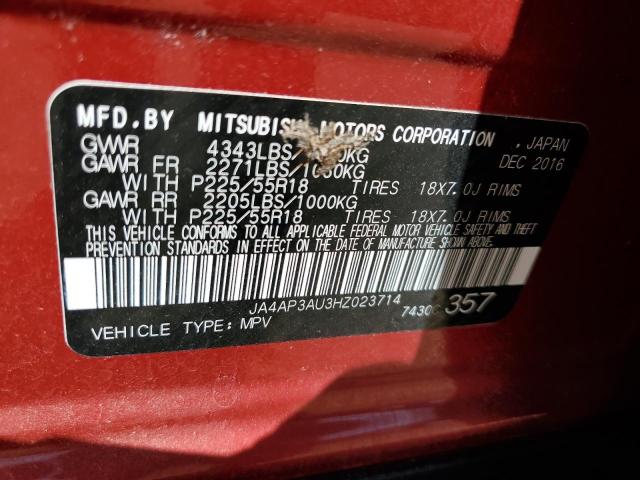 MFD.BY MITSUBISHI MOTORS CORPORATION , JAPAN
GVWR 4343LBS/ 0KG DEC 2016
GAWR FR 2271LBS/1030KG
WITH P225/55R18 TIRES 18X7.0J RIMS
GAWR RR 2205LBS/1000KG
WITH P225/55R18 TIRES 18X7.0J RIMS
THIS VEHICLE CONFORMS TO ALL APPLICABLE FEDERAL MOTOR VEHICLE SAFETY AND THEFT
PREVENTION STANDARDS IN EFFECT ON THE DATE OF MANUFACTURE SHOWN ABOVE.
JA4AP3AU3HZ023714
VEHICLE TYPE: MPV 7430C 357